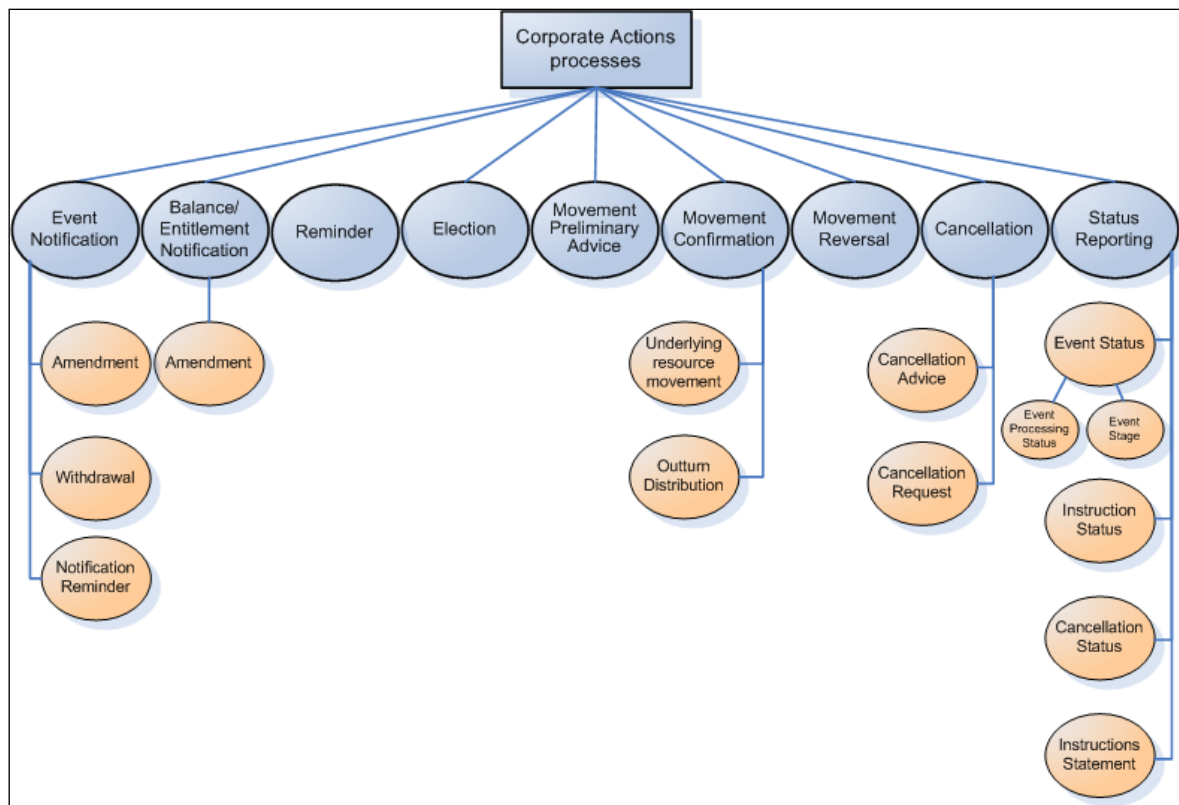 Corporate Actions
processes
Event
Notification
Balance/
Entitlement
Notification
Reminder
Election
Movement
Preliminary
Advice
Movement
Confirmation
Movement
Reversal
Cancellation
Status
Reporting
Amendment
Withdrawal
Notification
Reminder
Amendment
Underlying
resource
movement
Outturn
Distribution
Cancellation
Advice
Cancellation
Request
Event Status
Event
Processing
Status
Event
Stage
Instruction
Status
Cancellation
Status
Instructions
Statement